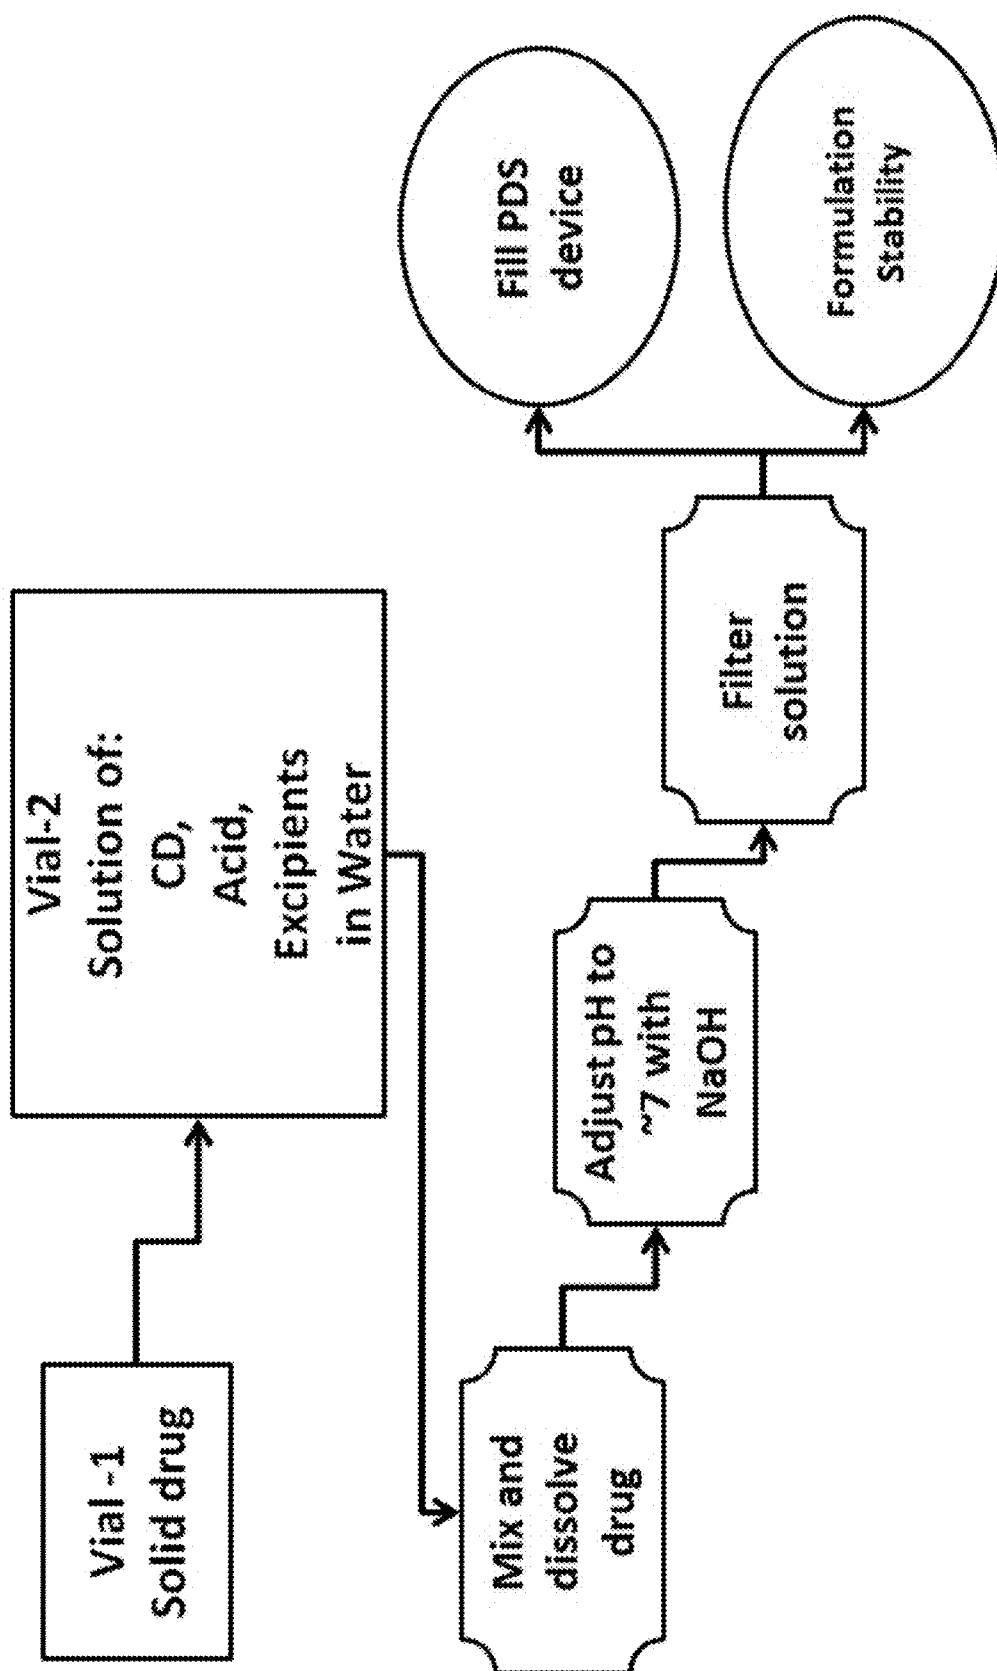 Vial -1
Solid drug
Vial-2
Solution of:
CD,
Acid,
Excipients
in Water
Mix and
dissolve
drug
Adjust pH to
~7 with
NaOH
Filter
solution
Fill PDS
device
Formulation
Stability